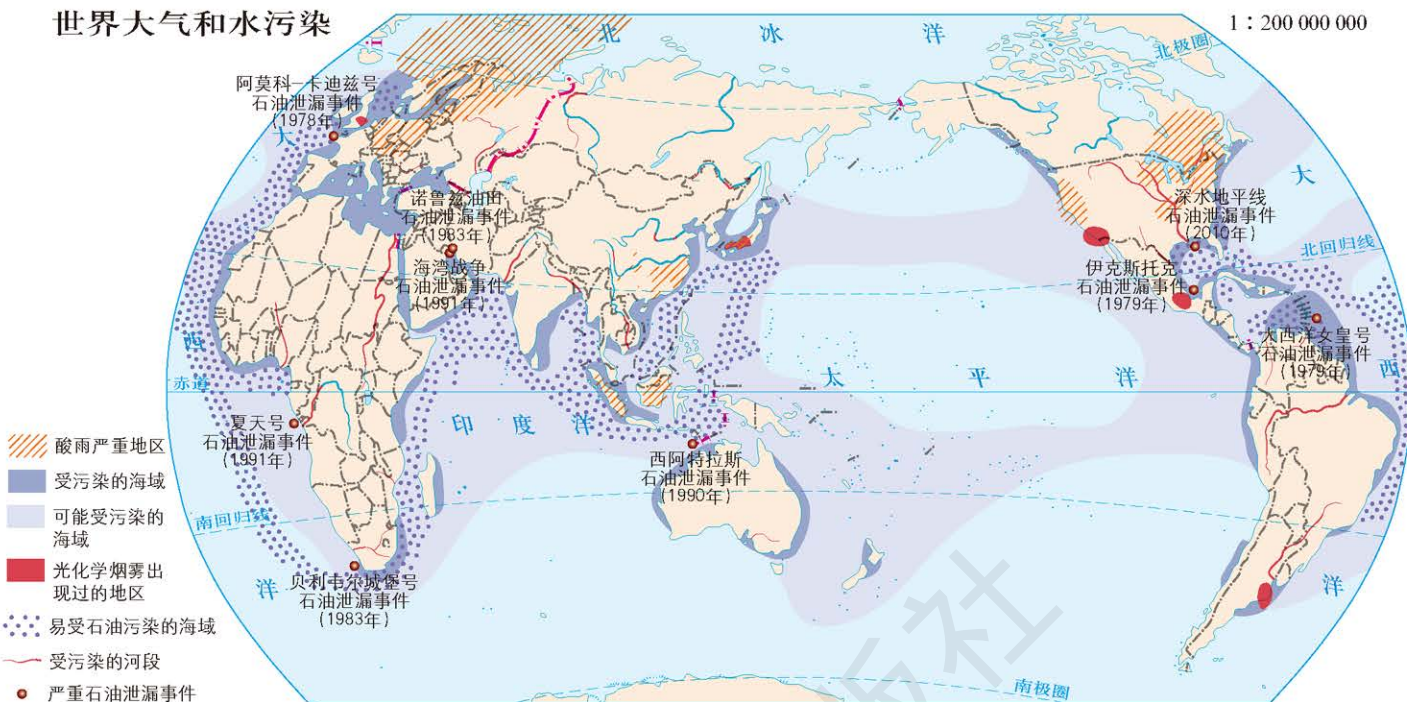 世界大气和水污染
1：200 000 000
北冰洋
北极圈
阿莫科-卡迪兹号
石油泄漏事件
(1978年)
大
诺鲁兹油田
石油泄漏事件
(1983年)
海湾战争
石油泄漏事件
(1991年)
深水地平线
石油泄漏事件
(2010年)
大
北回归线
伊克斯托克
石油泄漏事件
(1979年)
大西洋女皇号
石油泄漏事件
(1979年)
西
西
赤道
太平洋
印度洋
夏天号
石油泄漏事件
(1991年)
西阿特拉斯
石油泄漏事件
(1990年)
南回归线
洋
贝利韦尔城堡号
石油泄漏事件
(1983年)
洋
南极圈
酸雨严重地区
受污染的海域
可能受污染的
海域
光化学烟雾出
现过的地区
易受石油污染的海域
受污染的河段
严重石油泄漏事件
版社